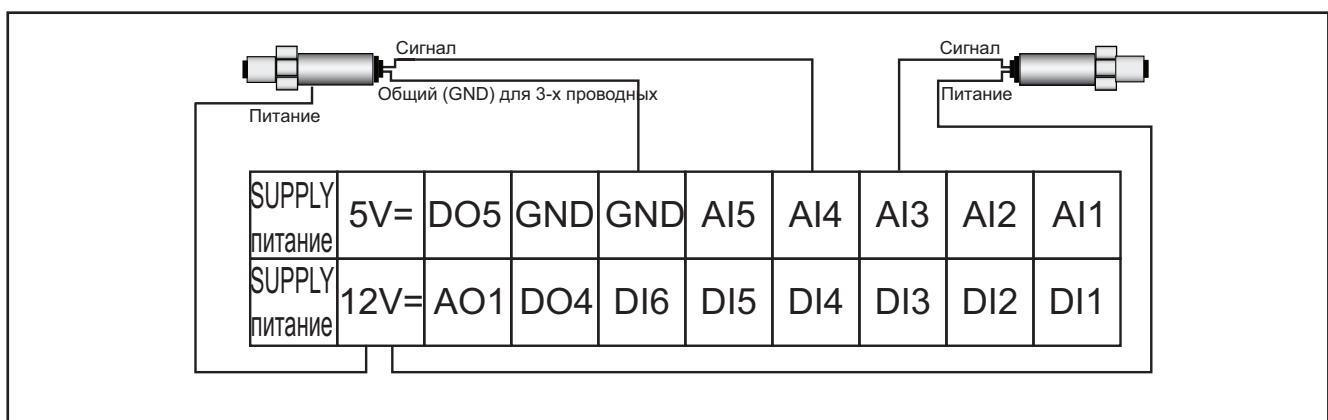 Сигнал
Сигнал
Общий (GND) для 3-х проводных
Питание
Питание
SUPPLY питание 5V= DO5 GND GND AI5 AI4 AI3 AI2 AI1
SUPPLY питание 12V= AO1 DO4 DI6 DI5 DI4 DI3 DI2 DI1